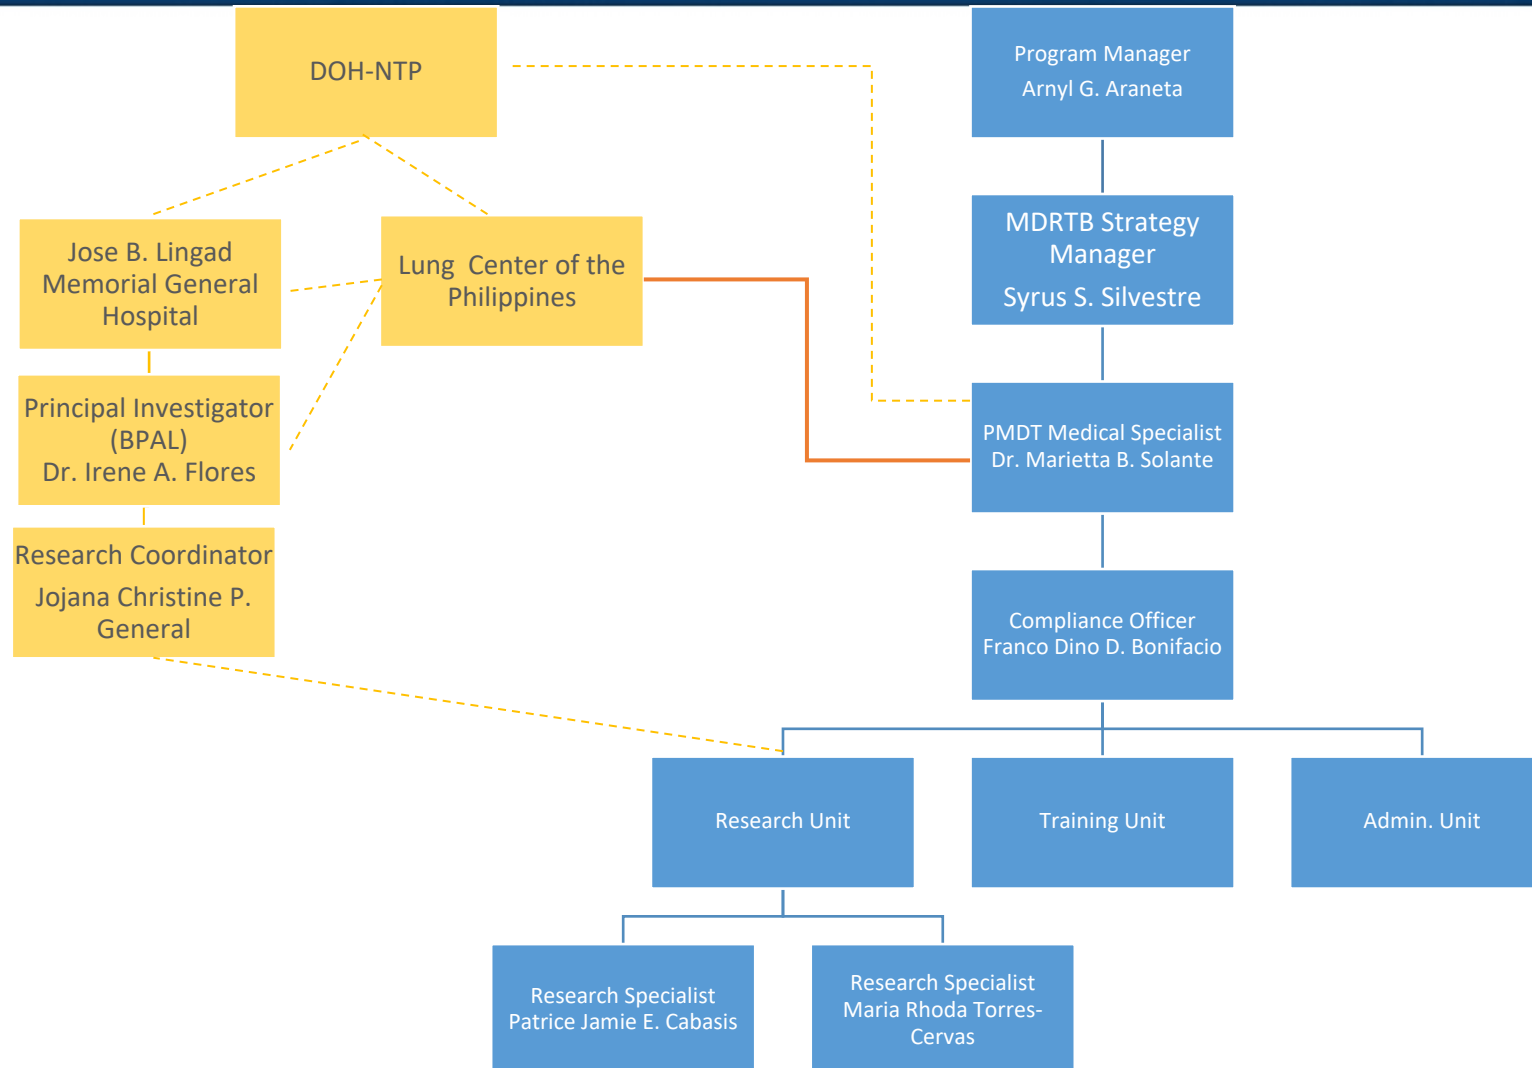 DOH-NTP
Program Manager
Arnyl G. Araneta
Jose B. Lingad
Memorial General
Hospital
Lung Center of the
Philippines
MDRTB Strategy
Manager
Syrus S. Silvestre
Principal Investigator
(BPAL)
Dr. Irene A. Flores
PMDT Medical Specialist
Dr. Marietta B. Solante
Research Coordinator
Jojana Christine P.
General
Compliance Officer
Franco Dino D. Bonifacio
Research Unit
Training Unit
Admin. Unit
Research Specialist
Patrice Jamie E. Cabasis
Research Specialist
Maria Rhoda Torres-
Cervas